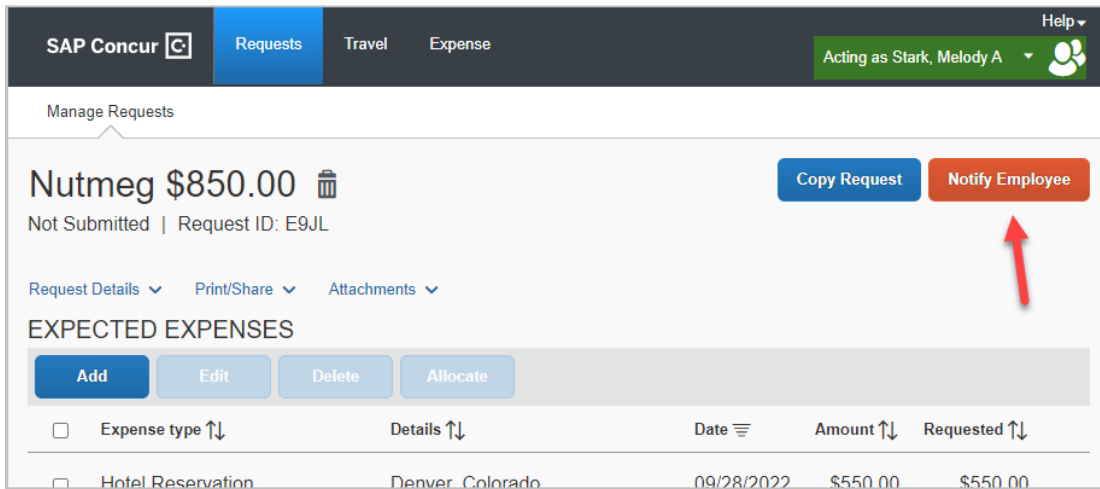 Help
SAP Concur C Requests Travel Expense
Acting as Stark, Melody A
Manage Requests
Nutmeg $850.00
Copy Request Notify Employee
Not Submitted | Request ID: E9JL
Request Details Print/Share Attachments
EXPECTED EXPENSES
Add Edit Delete Allocate
Expense type Details Date Amount Requested
Hotel Reservation Denver, Colorado 09/28/2022 $550.00 $550.00